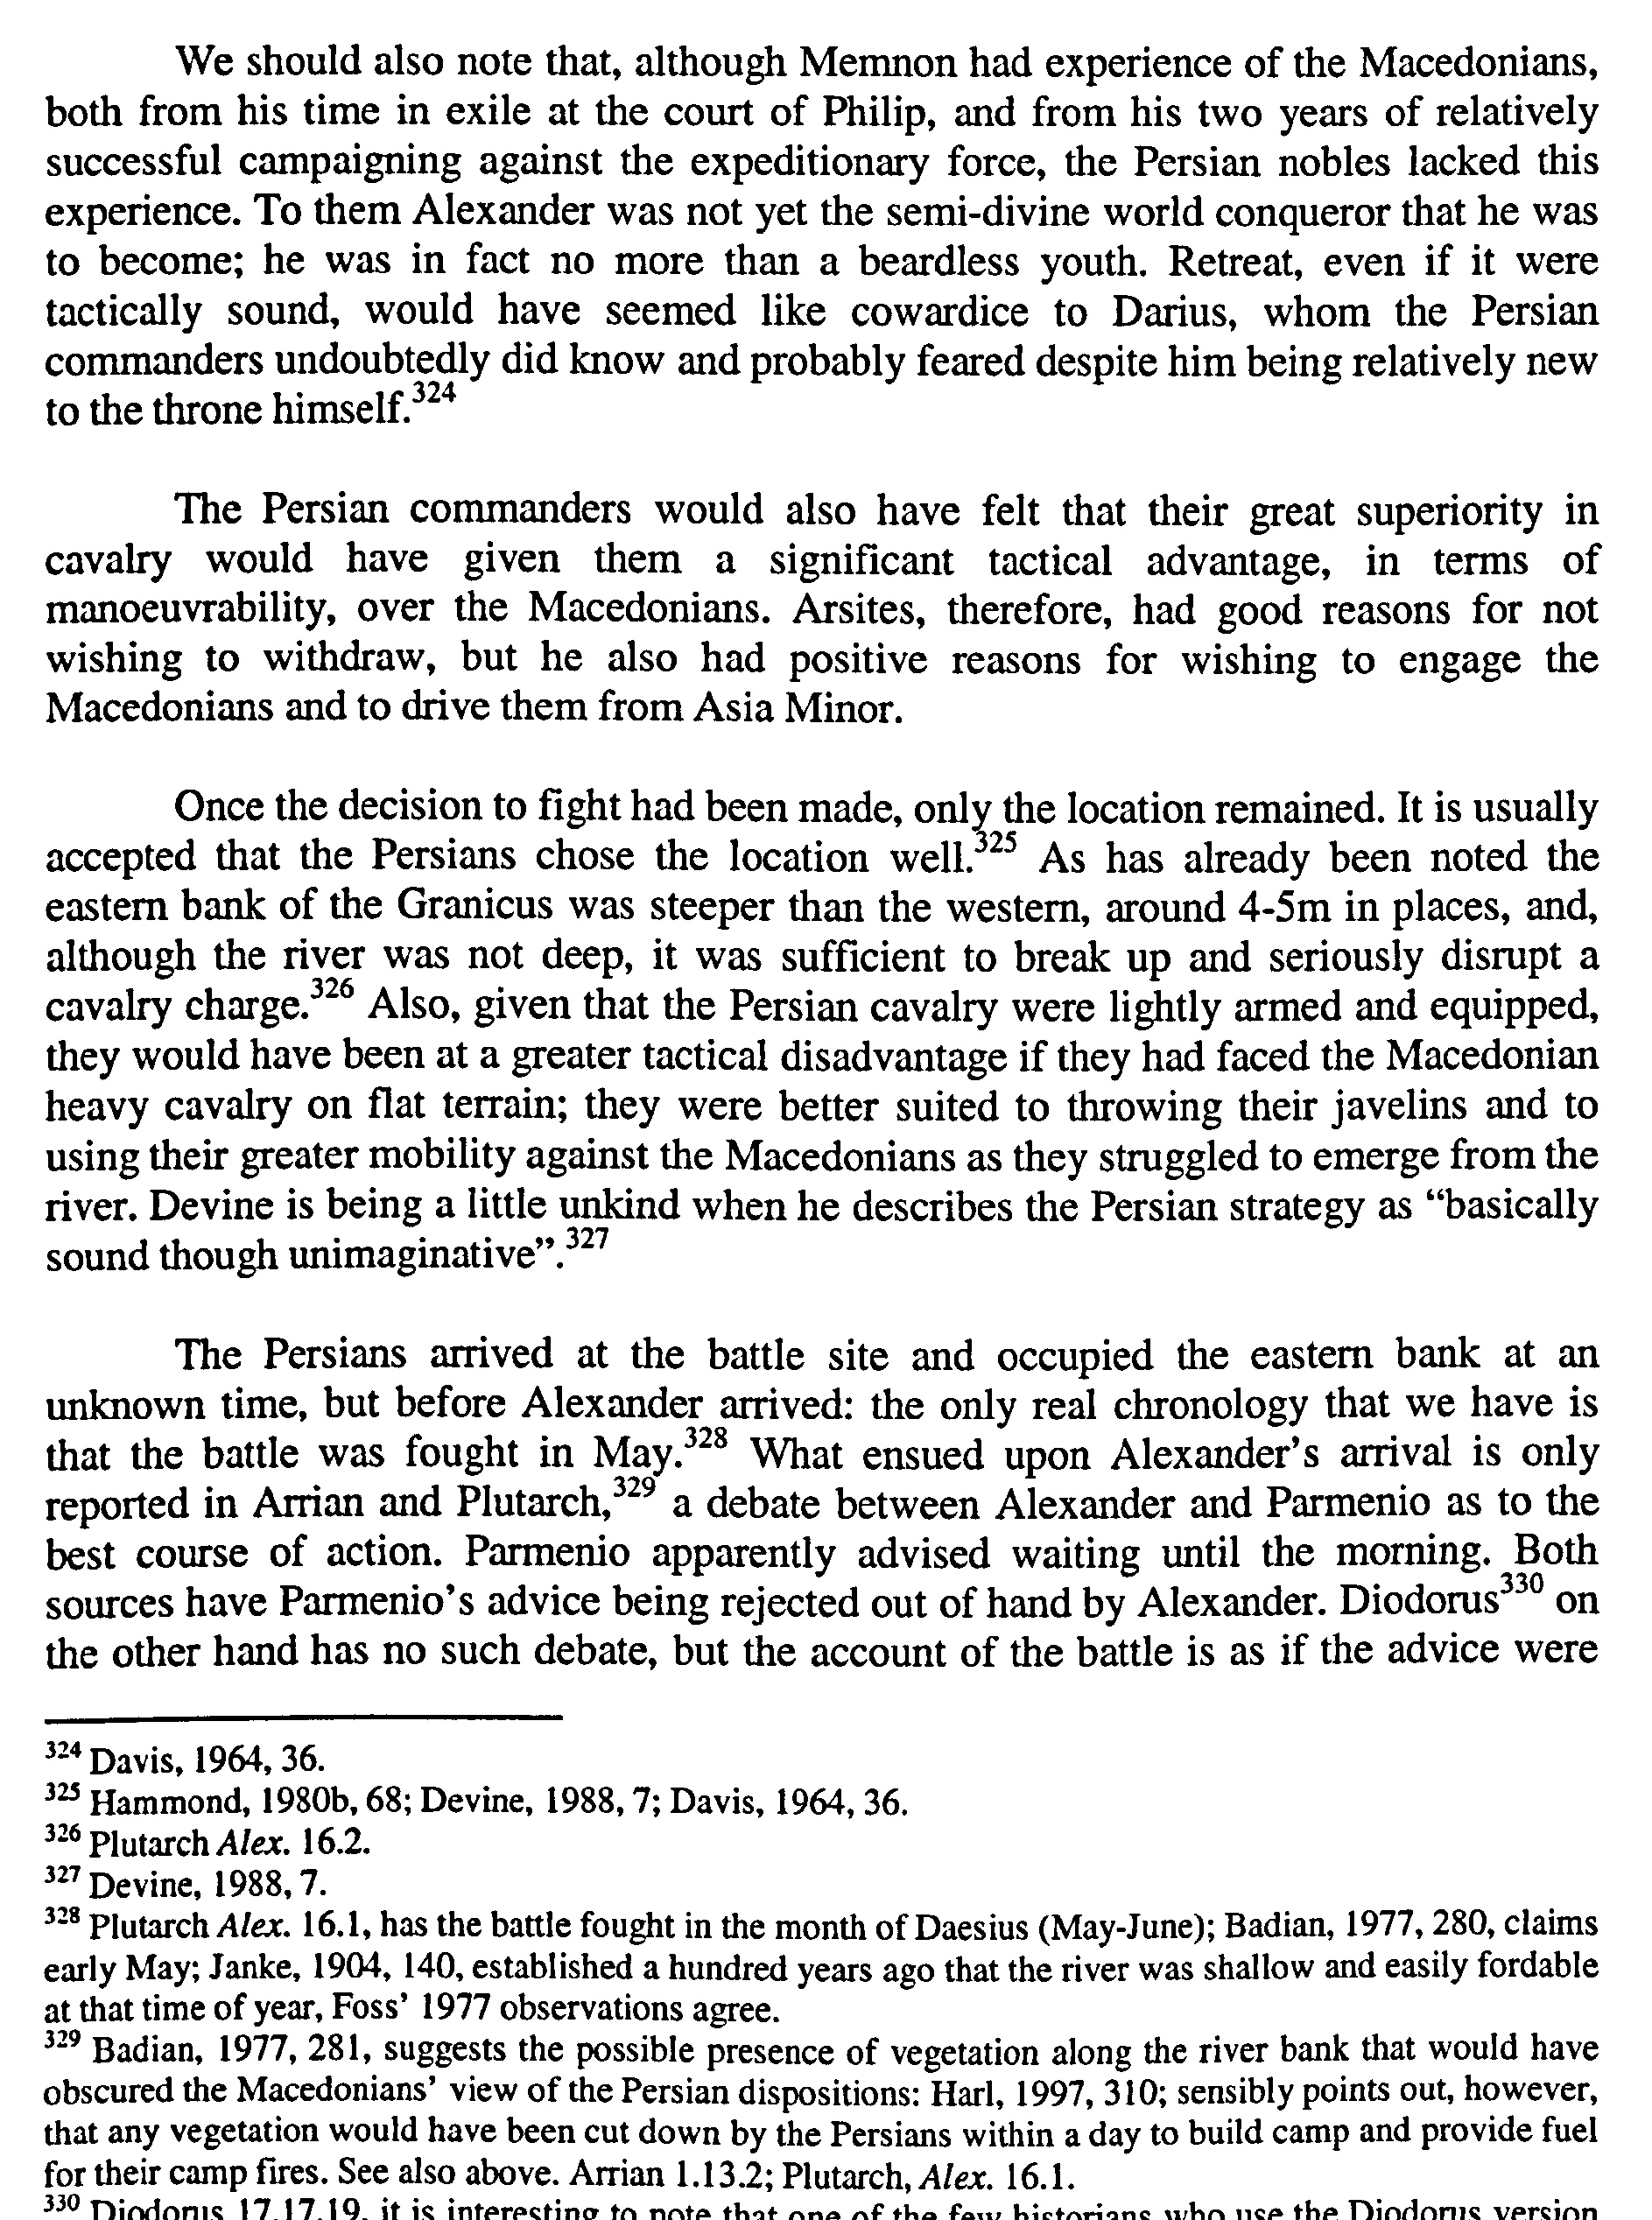 We should also note that, although Memnon had experience of the Macedonians,
both from his time in exile at the court of Philip, and from his two years of relatively
successful campaigning against the expeditionary force, the Persian nobles lacked this
experience. To them Alexander was not yet the semi-divine world conqueror that he was
to become; he was in fact no more than a beardless youth. Retreat, even if it were
tactically sound, would have seemed like cowardice to Darius, whom the Persian
commanders undoubtedly did know and probably feared despite him being relatively new
to the throne himself.³²⁴
The Persian commanders would also have felt that their great superiority in
cavalry would have given them a significant tactical advantage, in terms of
manoeuvrability, over the Macedonians. Arsites, therefore, had good reasons for not
wishing to withdraw, but he also had positive reasons for wishing to engage the
Macedonians and to drive them from Asia Minor.
Once the decision to fight had been made, only the location remained. It is usually
accepted that the Persians chose the location well.³²⁵ As has already been noted the
eastern bank of the Granicus was steeper than the western, around 4-5m in places, and,
although the river was not deep, it was sufficient to break up and seriously disrupt a
cavalry charge.³²⁶ Also, given that the Persian cavalry were lightly armed and equipped,
they would have been at a greater tactical disadvantage if they had faced the Macedonian
heavy cavalry on flat terrain; they were better suited to throwing their javelins and to
using their greater mobility against the Macedonians as they struggled to emerge from the
river. Devine is being a little unkind when he describes the Persian strategy as “basically
sound though unimaginative”.³²⁷
The Persians arrived at the battle site and occupied the eastern bank at an
unknown time, but before Alexander arrived: the only real chronology that we have is
that the battle was fought in May.³²⁸ What ensued upon Alexander’s arrival is only
reported in Arrian and Plutarch,³²⁹ a debate between Alexander and Parmenio as to the
best course of action. Parmenio apparently advised waiting until the morning. Both
sources have Parmenio’s advice being rejected out of hand by Alexander. Diodorus³³⁰ on
the other hand has no such debate, but the account of the battle is as if the advice were
³²⁴ Davis, 1964, 36.
³²⁵ Hammond, 1980b, 68; Devine, 1988, 7; Davis, 1964, 36.
³²⁶ Plutarch Alex. 16.2.
³²⁷ Devine, 1988, 7.
³²⁸ Plutarch Alex. 16.1, has the battle fought in the month of Daesius (May-June); Badian, 1977, 280, claims
early May; Janke, 1904, 140, established a hundred years ago that the river was shallow and easily fordable
at that time of year, Foss’ 1977 observations agree.
³²⁹ Badian, 1977, 281, suggests the possible presence of vegetation along the river bank that would have
obscured the Macedonians’ view of the Persian dispositions: Harl, 1997, 310; sensibly points out, however,
that any vegetation would have been cut down by the Persians within a day to build camp and provide fuel
for their camp fires. See also above. Arrian 1.13.2; Plutarch, Alex. 16.1.
³³⁰ Diodorus 17.17.19, it is interesting to note that one of the few historians who use the Diodorus version